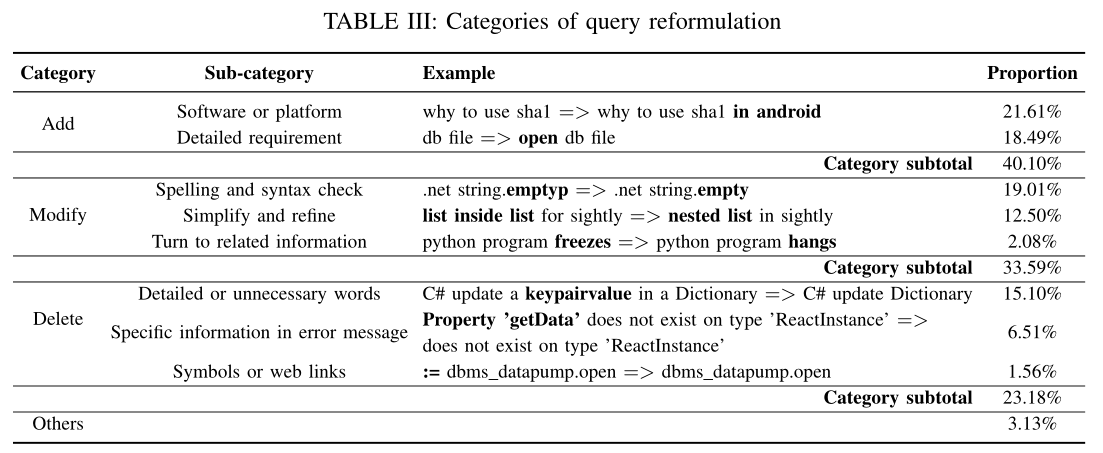 TABLE III: Categories of query reformulation
Category Sub-category Example Proportion
Add
Software or platform why to use sha1 => why to use sha1 in android 21.61%
Detailed requirement db file => open db file 18.49%
Category subtotal 40.10%
Modify
Spelling and syntax check .net string.emptyp => .net string.empty 19.01%
Simplify and refine list inside list for sightly => nested list in sightly 12.50%
Turn to related information python program freezes => python program hangs 2.08%
Category subtotal 33.59%
Delete
Detailed or unnecessary words C# update a keypairvalue in a Dictionary => C# update Dictionary 15.10%
Specific information in error message Property 'getData' does not exist on type 'ReactInstance' =>
does not exist on type 'ReactInstance' 6.51%
Symbols or web links := dbms_datapump.open => dbms_datapump.open 1.56%
Category subtotal 23.18%
Others 3.13%